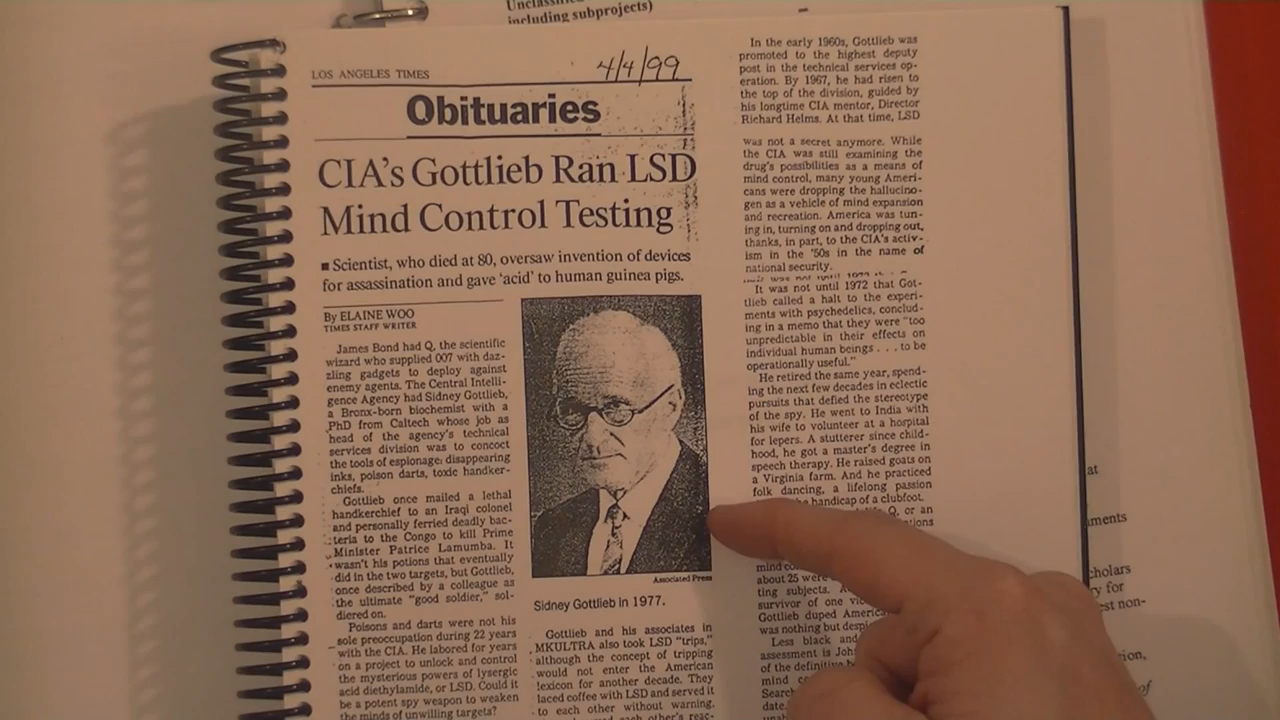 Unclassified
including subprojects)
LOS ANGELES TIMES
4/4/99
Obituaries
CIA's Gottlieb Ran LSD
Mind Control Testing
■ Scientist, who died at 80, oversaw invention of devices
for assassination and gave 'acid' to human guinea pigs.
By ELAINE WOO
TIMES STAFF WRITER
James Bond had Q, the scientific
wizard who supplied 007 with daz-
zling gadgets to deploy against
enemy agents. The Central Intelli-
gence Agency had Sidney Gottlieb,
a Bronx-born biochemist with a
PhD from Caltech whose job as
head of the agency's technical
services division was to concoct
the tools of espionage: disappearing
inks, poison darts, toxic handker-
chiefs.
Gottlieb once mailed a lethal
handkerchief to an Iraqi colonel
and personally ferried deadly bac-
teria to the Congo to kill Prime
Minister Patrice Lamumba. It
wasn't his potions that eventually
did in the two targets, but Gottlieb,
once described by a colleague as
the ultimate "good soldier," sol-
diered on.
Poisons and darts were not his
sole preoccupation during 22 years
with the CIA. He labored for years
on a project to unlock and control
the mysterious powers of lysergic
acid diethylamide, or LSD. Could it
be a potent spy weapon to weaken
the minds of unwilling targets?
Associated Press
Sidney Gottlieb in 1977.
Gottlieb and his associates in
MKULTRA also took LSD "trips,"
although the concept of tripping
would not enter the American
lexicon for another decade. They
laced coffee with LSD and served it
to each other without warning,
each other's reac-
In the early 1960s, Gottlieb was
promoted to the highest deputy
post in the technical services op-
eration. By 1967, he had risen to
the top of the division, guided by
his longtime CIA mentor, Director
Richard Helms. At that time, LSD
was not a secret anymore. While
the CIA was still examining the
drug's possibilities as a means of
mind control, many young Ameri-
cans were dropping the hallucino-
gen as a vehicle of mind expansion
and recreation. America was tun-
ing in, turning on and dropping out,
thanks, in part, to the CIA's activ-
ism in the '50s in the name of
national security.
It was not until 1972 that Got-
tlieb called a halt to the experi-
ments with psychedelics, conclud-
ing in a memo that they were "too
unpredictable in their effects on
individual human beings . . . to be
operationally useful."
He retired the same year, spend-
ing the next few decades in eclectic
pursuits that defied the stereotype
of the spy. He went to India with
his wife to volunteer at a hospital
for lepers. A stutterer since child-
hood, he got a master's degree in
speech therapy. He raised goats on
a Virginia farm. And he practiced
folk dancing, a lifelong passion
handicap of a clubfoot.
Q, or an
mind
about 25 were
ting subjects.
survivor of one
Gottlieb duped
was nothing but
Less black and
assessment is
of the
mind
date.
at
of